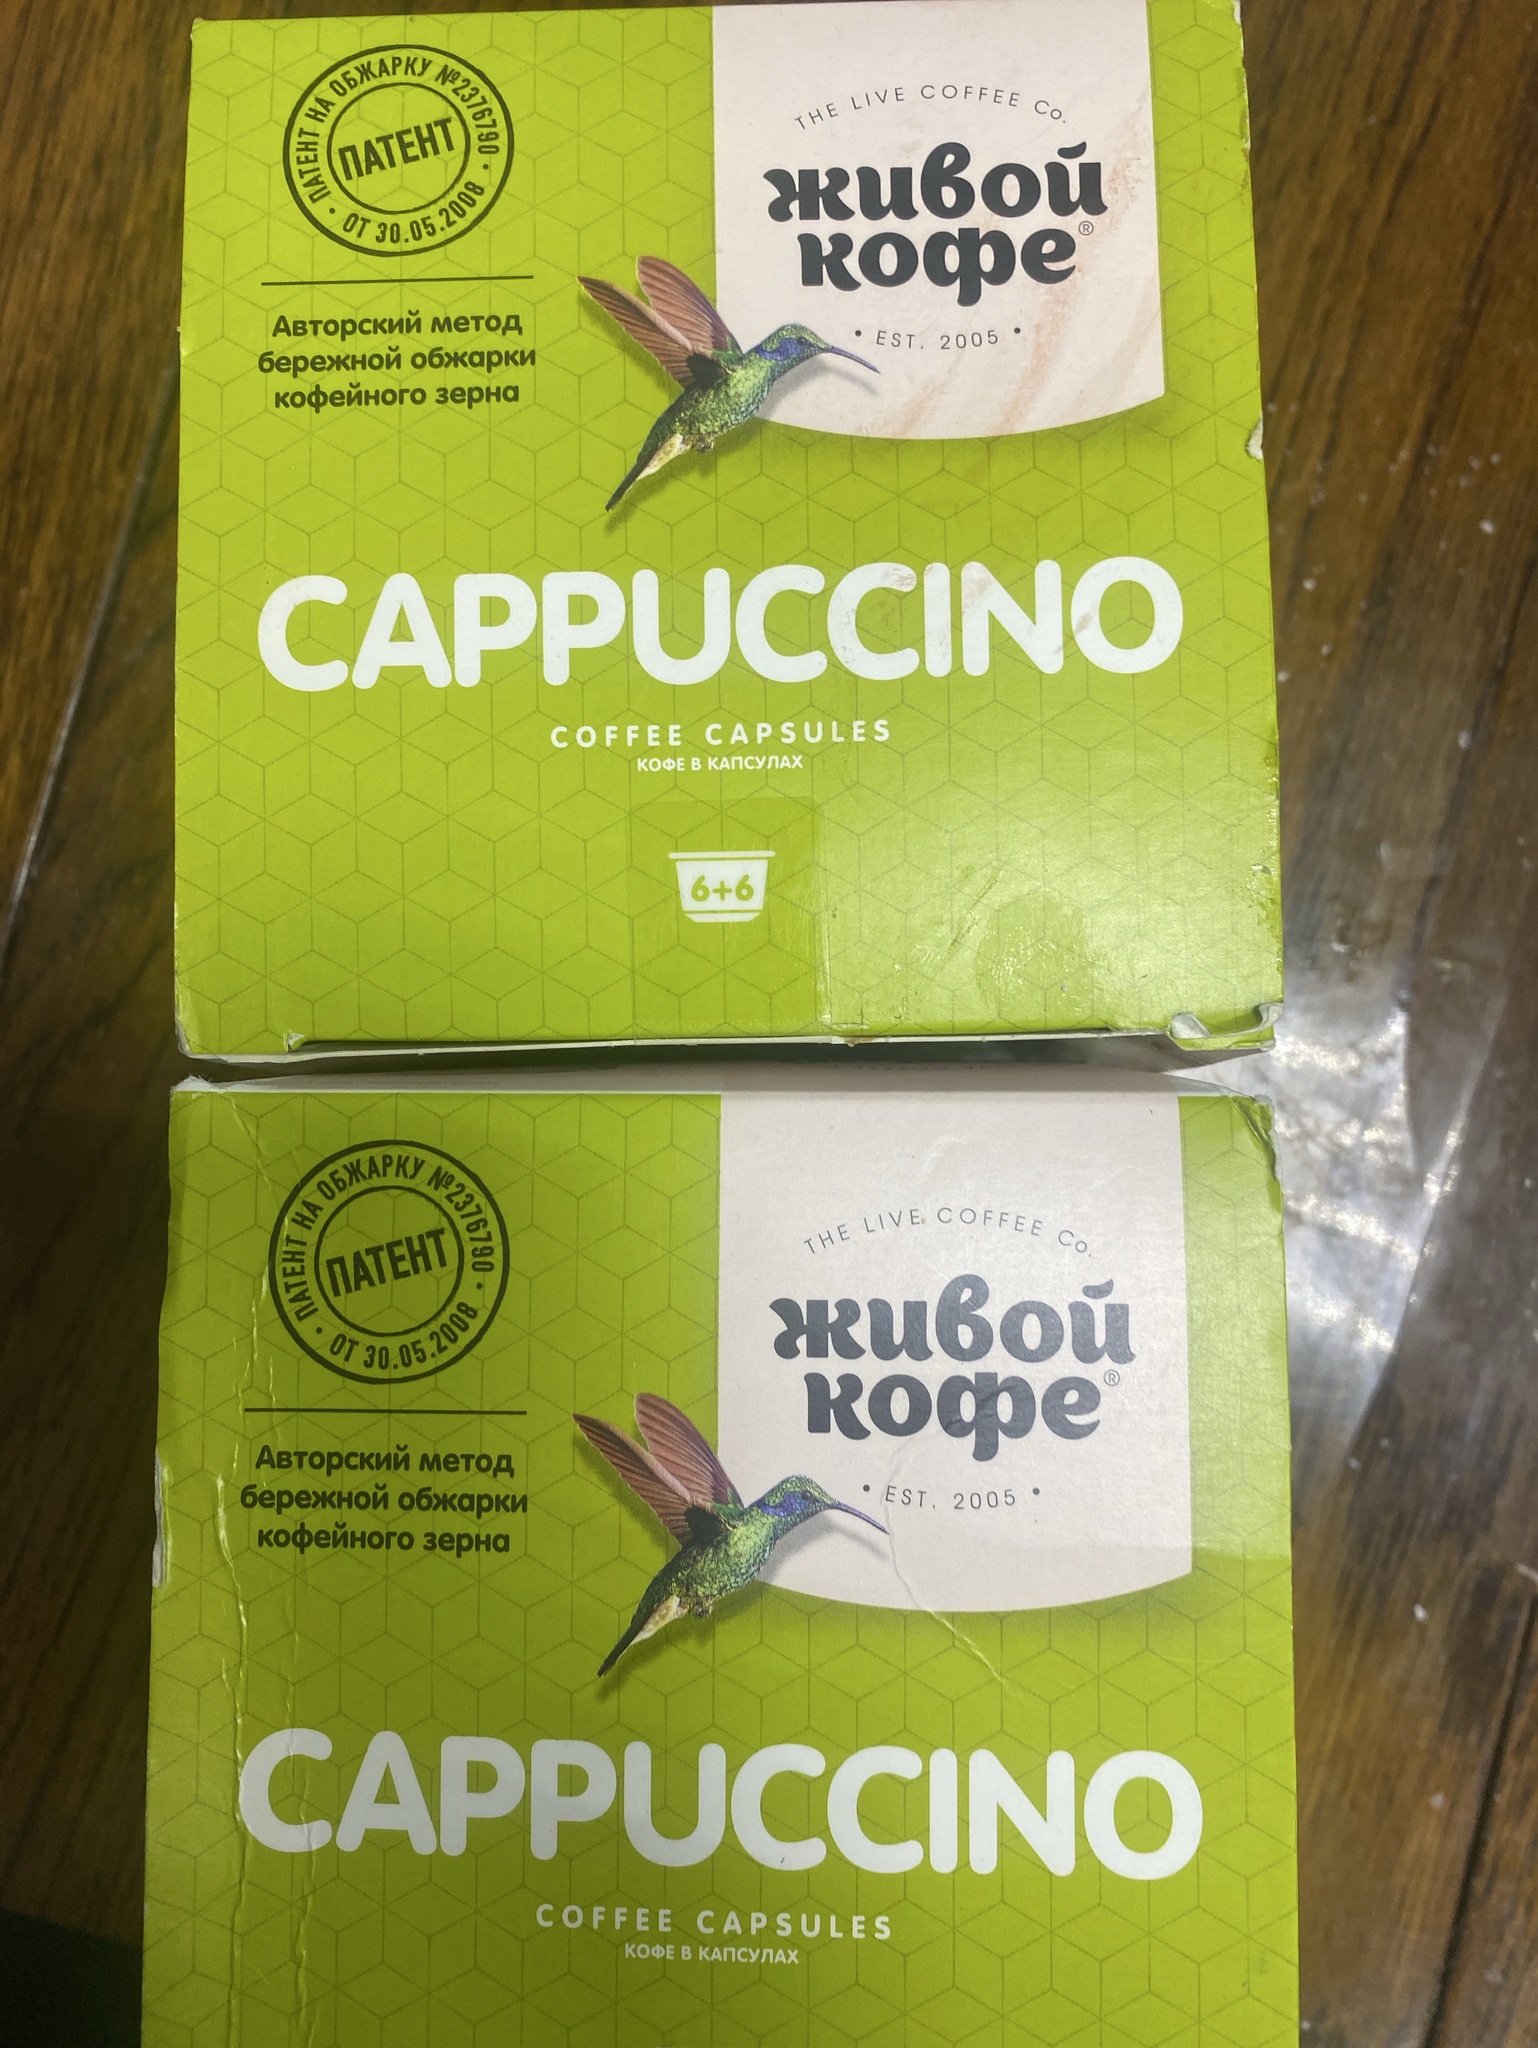 ПАТЕНТ НА ОБЖАРКУ №2376790
ПАТЕНТ
ОТ 30.05.2008
Авторский метод
бережной обжарки
кофейного зерна
THE LIVE COFFEE Co.
живой
кофе®
EST. 2005
CAPPUCCINO
COFFEE CAPSULES
КОФЕ В КАПСУЛАХ
6+6
ПАТЕНТ НА ОБЖАРКУ №2376790
ПАТЕНТ
ОТ 30.05.2008
Авторский метод
бережной обжарки
кофейного зерна
THE LIVE COFFEE Co.
живой
кофе®
EST. 2005
CAPPUCCINO
COFFEE CAPSULES
КОФЕ В КАПСУЛАХ